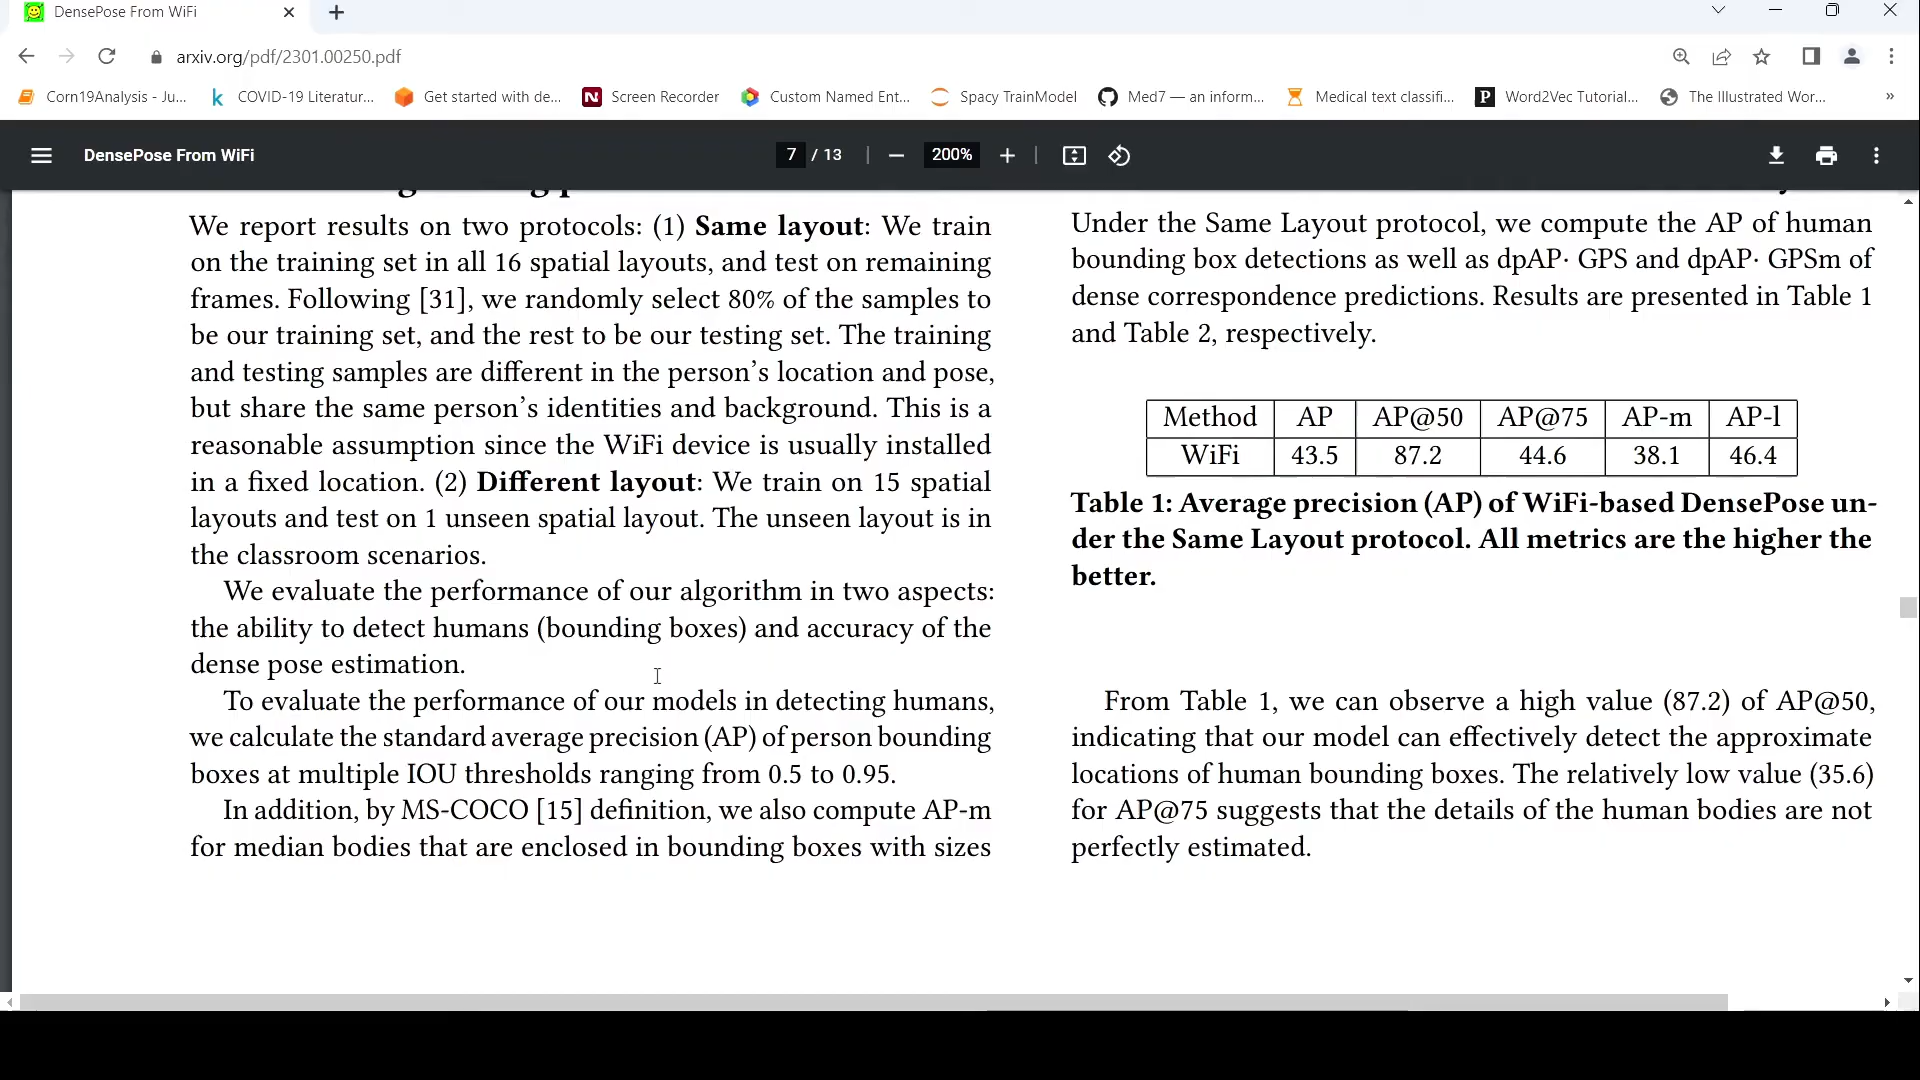 DensePose From WiFi
arxiv.org/pdf/2301.00250.pdf
Corn19Analysis - Ju...
COVID-19 Literatur...
Get started with de...
Screen Recorder
Custom Named Ent...
Spacy TrainModel
Med7 — an inform...
Medical text classifi...
Word2Vec Tutorial...
The Illustrated Wor...
»
DensePose From WiFi
7 / 13
200%
We report results on two protocols: (1) Same layout: We train
on the training set in all 16 spatial layouts, and test on remaining
frames. Following [31], we randomly select 80% of the samples to
be our training set, and the rest to be our testing set. The training
and testing samples are different in the person's location and pose,
but share the same person's identities and background. This is a
reasonable assumption since the WiFi device is usually installed
in a fixed location. (2) Different layout: We train on 15 spatial
layouts and test on 1 unseen spatial layout. The unseen layout is in
the classroom scenarios.
We evaluate the performance of our algorithm in two aspects:
the ability to detect humans (bounding boxes) and accuracy of the
dense pose estimation.
To evaluate the performance of our models in detecting humans,
we calculate the standard average precision (AP) of person bounding
boxes at multiple IOU thresholds ranging from 0.5 to 0.95.
In addition, by MS-COCO [15] definition, we also compute AP-m
for median bodies that are enclosed in bounding boxes with sizes
Under the Same Layout protocol, we compute the AP of human
bounding box detections as well as dpAP· GPS and dpAP· GPSm of
dense correspondence predictions. Results are presented in Table 1
and Table 2, respectively.
Method AP AP@50 AP@75 AP-m AP-l
WiFi 43.5 87.2 44.6 38.1 46.4
Table 1: Average precision (AP) of WiFi-based DensePose un-
der the Same Layout protocol. All metrics are the higher the
better.
From Table 1, we can observe a high value (87.2) of AP@50,
indicating that our model can effectively detect the approximate
locations of human bounding boxes. The relatively low value (35.6)
for AP@75 suggests that the details of the human bodies are not
perfectly estimated.